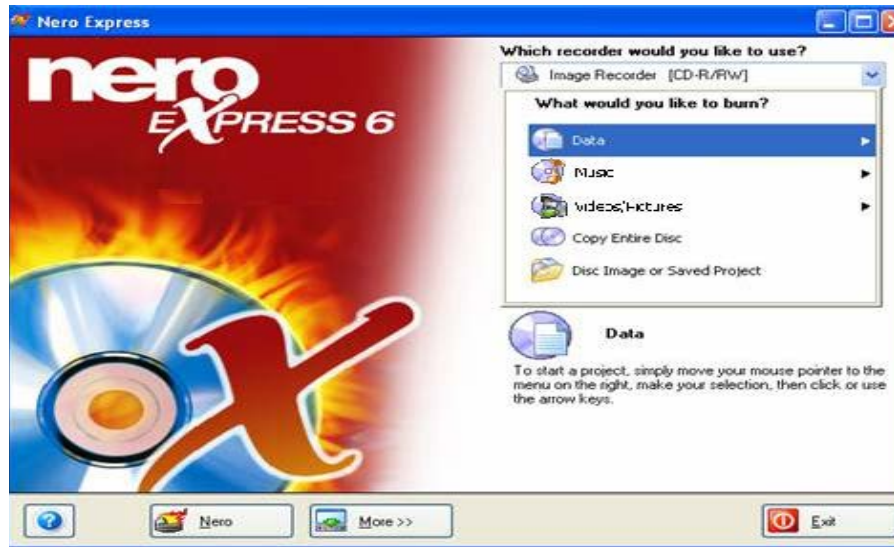 Nero Express
nero
EXPRESS 6
Which recorder would you like to use?
Image Recorder [CD-R/RW]
What would you like to burn?
Data
Music
Videos/Pictures
Copy Entire Disc
Disc Image or Saved Project
Data
To start a project, simply move your mouse pointer to the
menu on the right, make your selection, then click or use
the arrow keys.
Nero
More >>
Exit